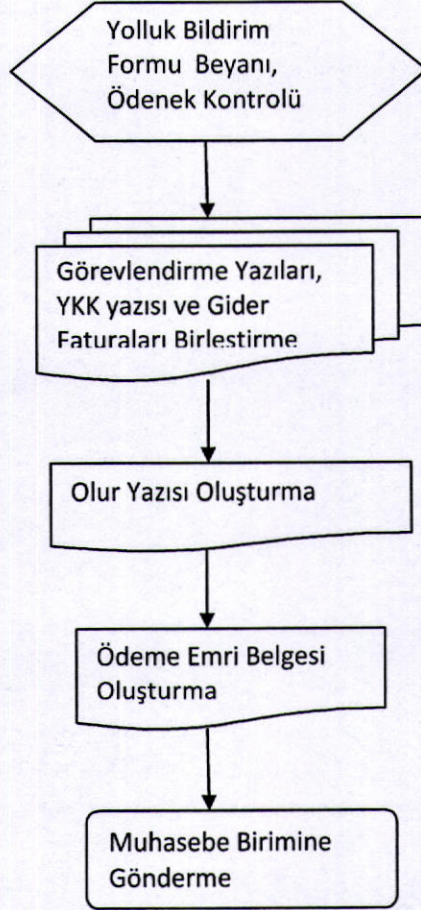 Yolluk Bildirim
Formu Beyanı,
Ödenek Kontrolü
Görevlendirme Yazıları,
YKK yazısı ve Gider
Faturaları Birleştirme
Olur Yazısı Oluşturma
Ödeme Emri Belgesi
Oluşturma
Muhasebe Birimine
Gönderme